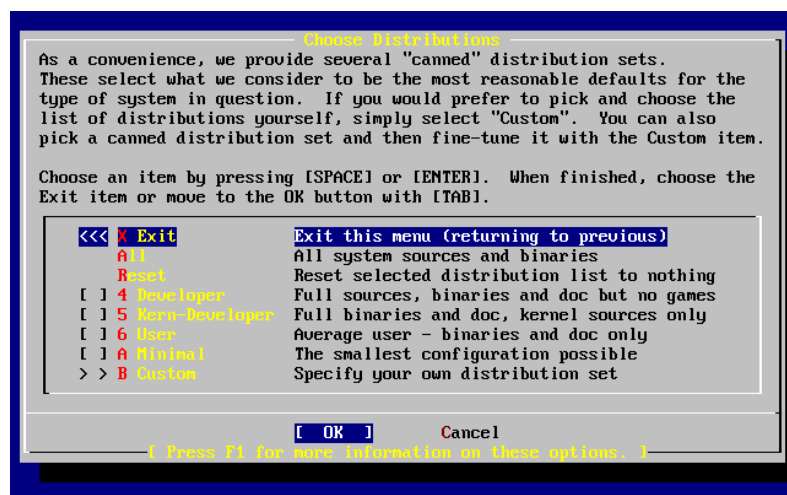 Choose Distributions
As a convenience, we provide several "canned" distribution sets.
These select what we consider to be the most reasonable defaults for the
type of system in question.  If you would prefer to pick and choose the
list of distributions yourself, simply select "Custom".  You can also
pick a canned distribution set and then fine-tune it with the Custom item.
Choose an item by pressing [SPACE] or [ENTER].  When finished, choose the
Exit item or move to the OK button with [TAB].
<<< X Exit Exit this menu (returning to previous)
All All system sources and binaries
Reset Reset selected distribution list to nothing
[ ] 4 Developer Full sources, binaries and doc but no games
[ ] 5 Kern-Developer Full binaries and doc, kernel sources only
[ ] 6 User Average user - binaries and doc only
[ ] A Minimal The smallest configuration possible
> > B Custom Specify your own distribution set
[ OK ] Cancel
[ Press F1 for more information on these options. ]